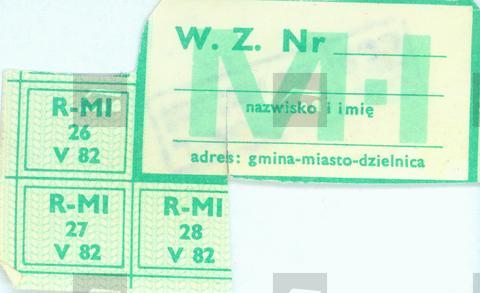 W. Z. Nr
M-I
nazwisko i imię
adres: gmina-miasto-dzielnica
R-MI
26
V 82
R-MI
27
V 82
R-MI
28
V 82